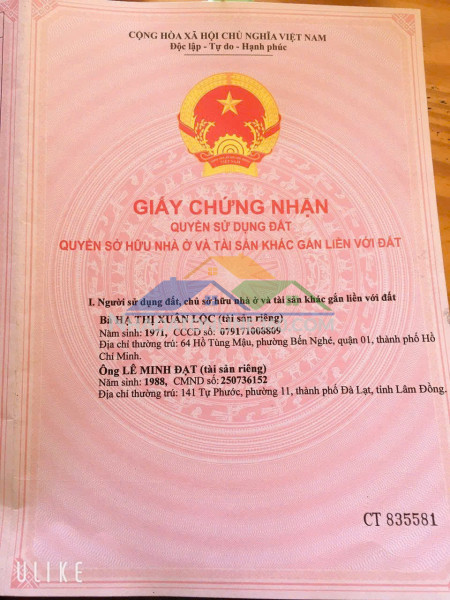 CỘNG HÒA XÃ HỘI CHỦ NGHĨA VIỆT NAM
Độc lập - Tự do - Hạnh phúc
GIẤY CHỨNG NHẬN
QUYỀN SỬ DỤNG ĐẤT
QUYỀN SỞ HỮU NHÀ Ở VÀ TÀI SẢN KHÁC GẮN LIỀN VỚI ĐẤT
I. Người sử dụng đất, chủ sở hữu nhà ở và tài sản khác gắn liền với đất
Bà HẠ THỊ XUÂN LỘC (tài sản riêng)
Năm sinh: 1971, CCCD số: 079171008809
Địa chỉ thường trú: 64 Hồ Tùng Mậu, phường Bến Nghé, quận 01, thành phố Hồ
Chí Minh.
Ông LÊ MINH ĐẠT (tài sản riêng)
Năm sinh: 1988, CMND số: 250736152
Địa chỉ thường trú: 141 Tự Phước, phường 11, thành phố Đà Lạt, tỉnh Lâm Đồng.
CT 835581
ULIKE